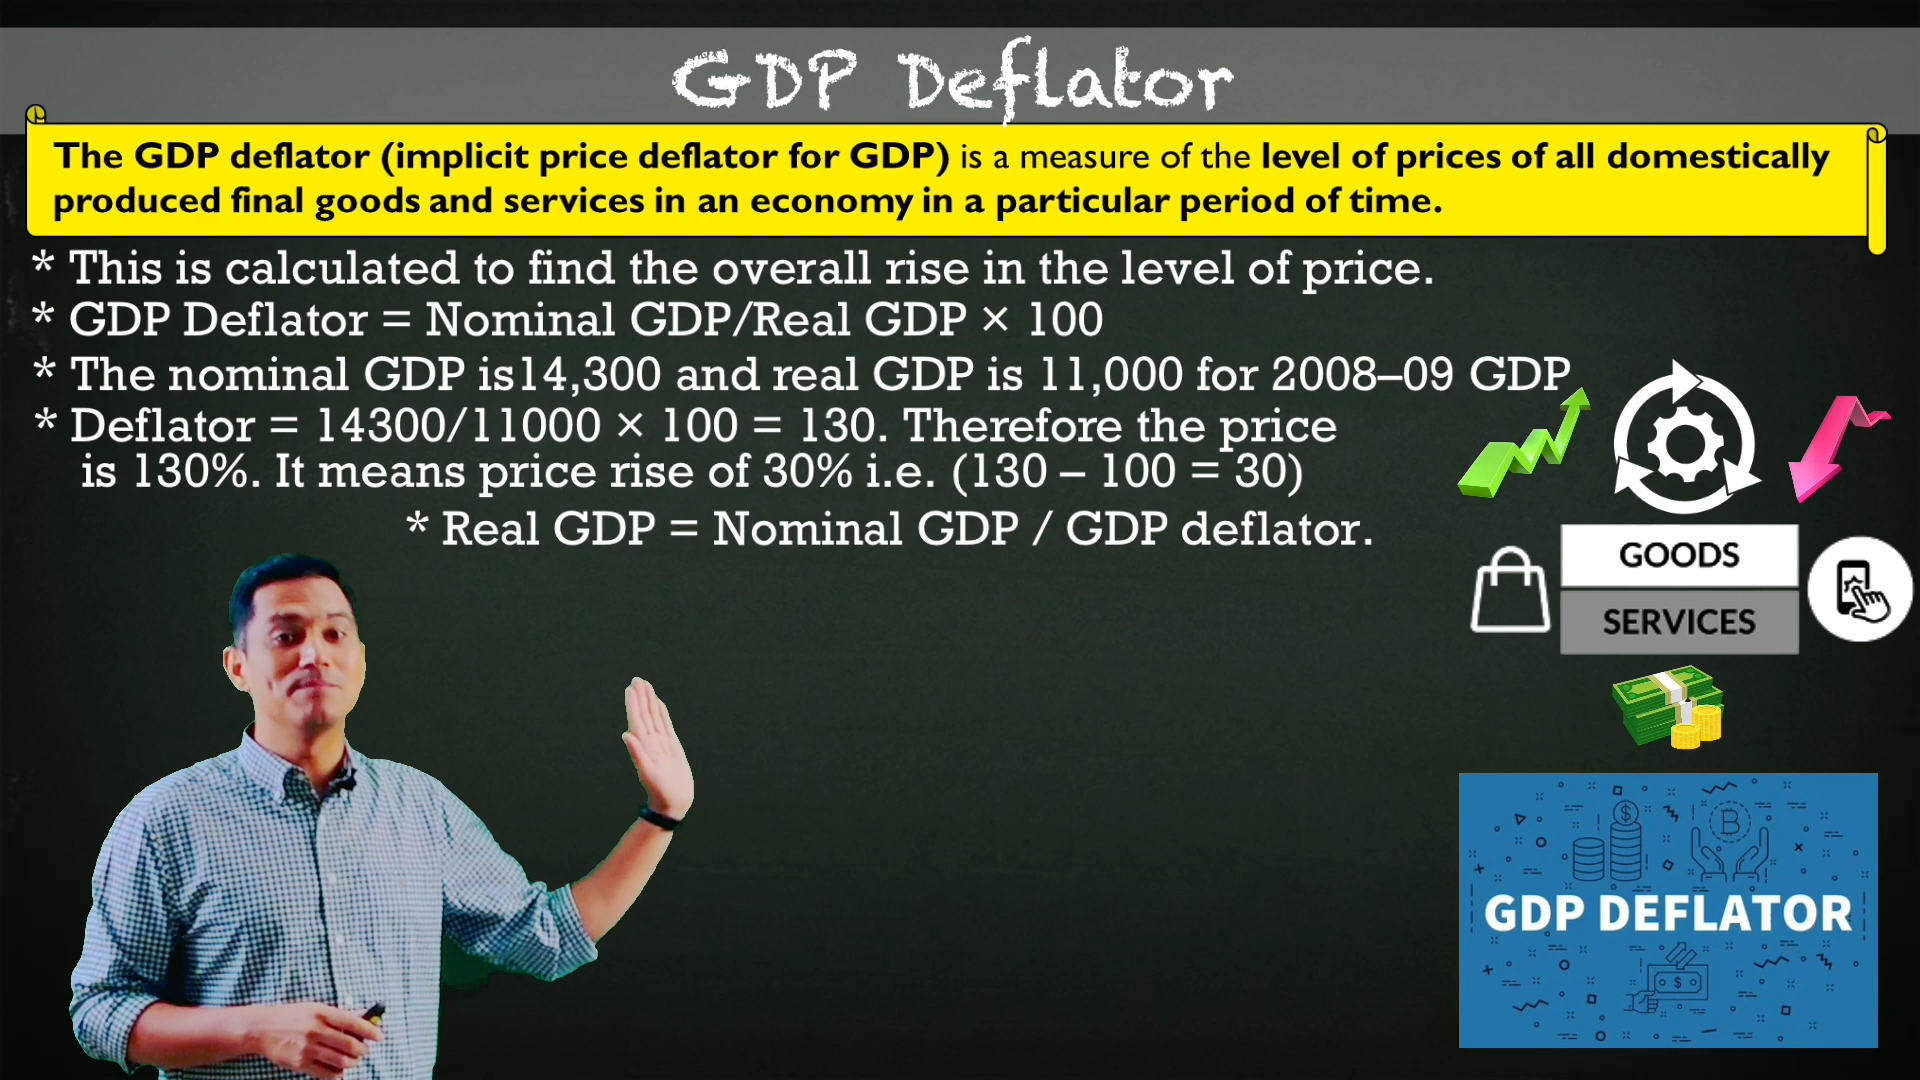 GDP Deflator
The GDP deflator (implicit price deflator for GDP) is a measure of the level of prices of all domestically
produced final goods and services in an economy in a particular period of time.
* This is calculated to find the overall rise in the level of price.
* GDP Deflator = Nominal GDP/Real GDP × 100
* The nominal GDP is14,300 and real GDP is 11,000 for 2008–09 GDP
* Deflator = 14300/11000 × 100 = 130. Therefore the price
is 130%. It means price rise of 30% i.e. (130 – 100 = 30)
* Real GDP = Nominal GDP / GDP deflator.
GOODS
SERVICES
GDP DEFLATOR